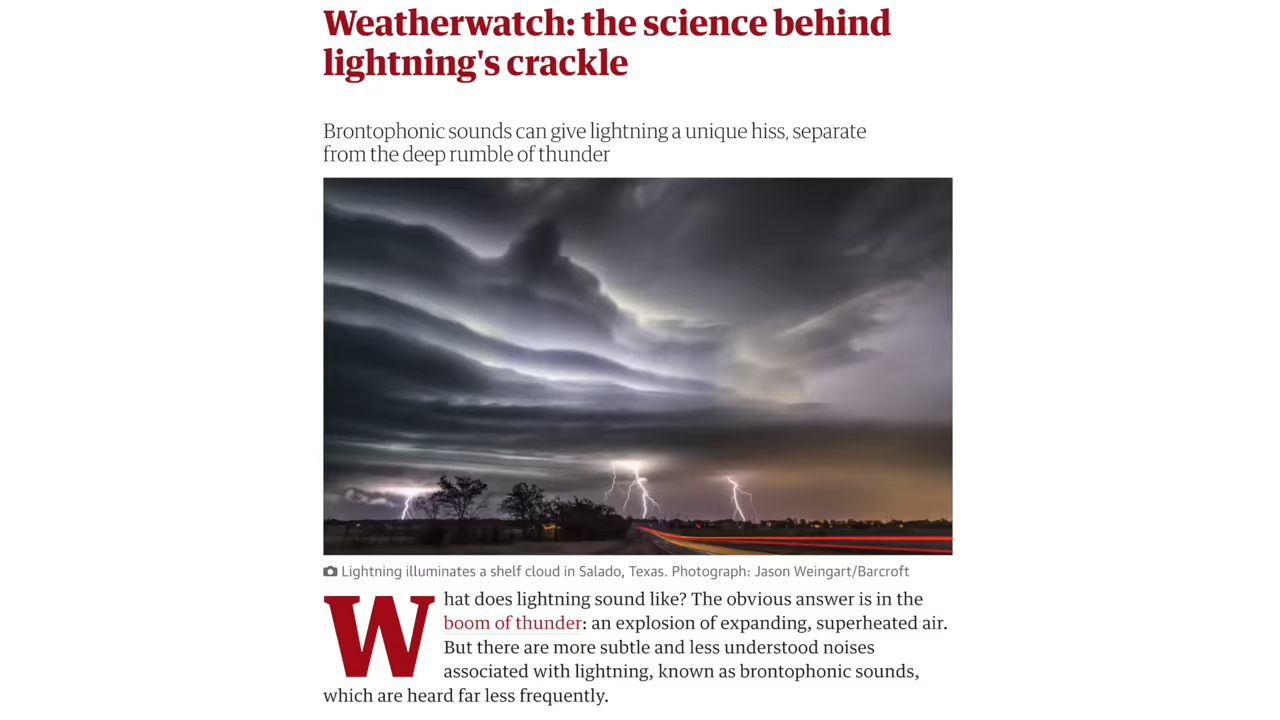 Weatherwatch: the science behind
lightning's crackle
Brontophonic sounds can give lightning a unique hiss, separate
from the deep rumble of thunder
Lightning illuminates a shelf cloud in Salado, Texas. Photograph: Jason Weingart/Barcroft
What does lightning sound like? The obvious answer is in the
boom of thunder: an explosion of expanding, superheated air.
But there are more subtle and less understood noises
associated with lightning, known as brontophonic sounds,
which are heard far less frequently.